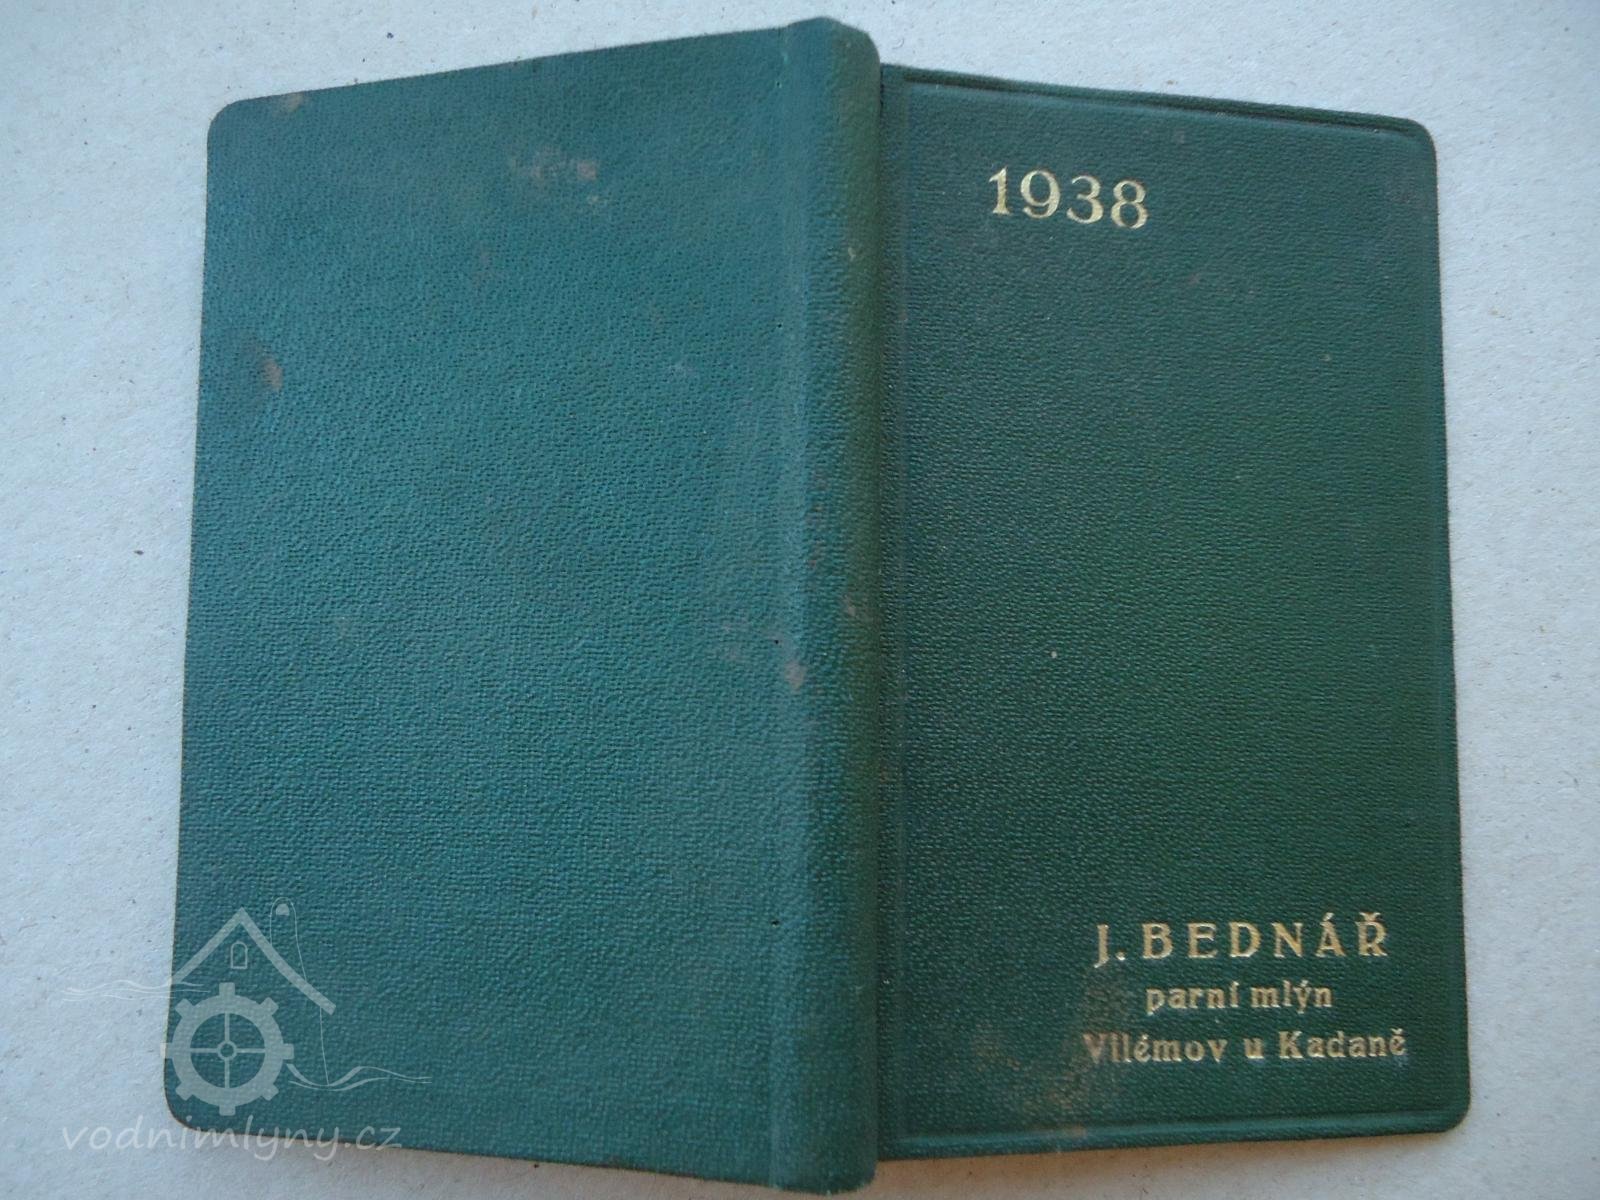 1938
J. BEDNÁŘ
parní mlýn
Vilémov u Kadaně
vodnimlyny.cz